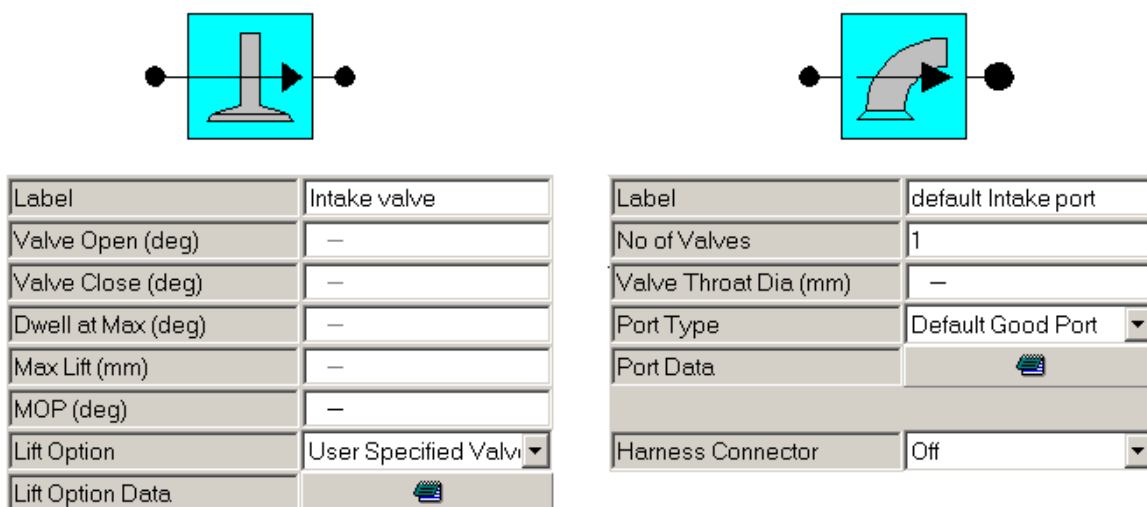 Label Intake valve
Valve Open (deg) –
Valve Close (deg) –
Dwell at Max (deg) –
Max Lift (mm) –
MOP (deg) –
Lift Option User Specified Valv
Lift Option Data
Label default Intake port
No of Valves 1
Valve Throat Dia (mm) –
Port Type Default Good Port
Port Data
Harness Connector Off